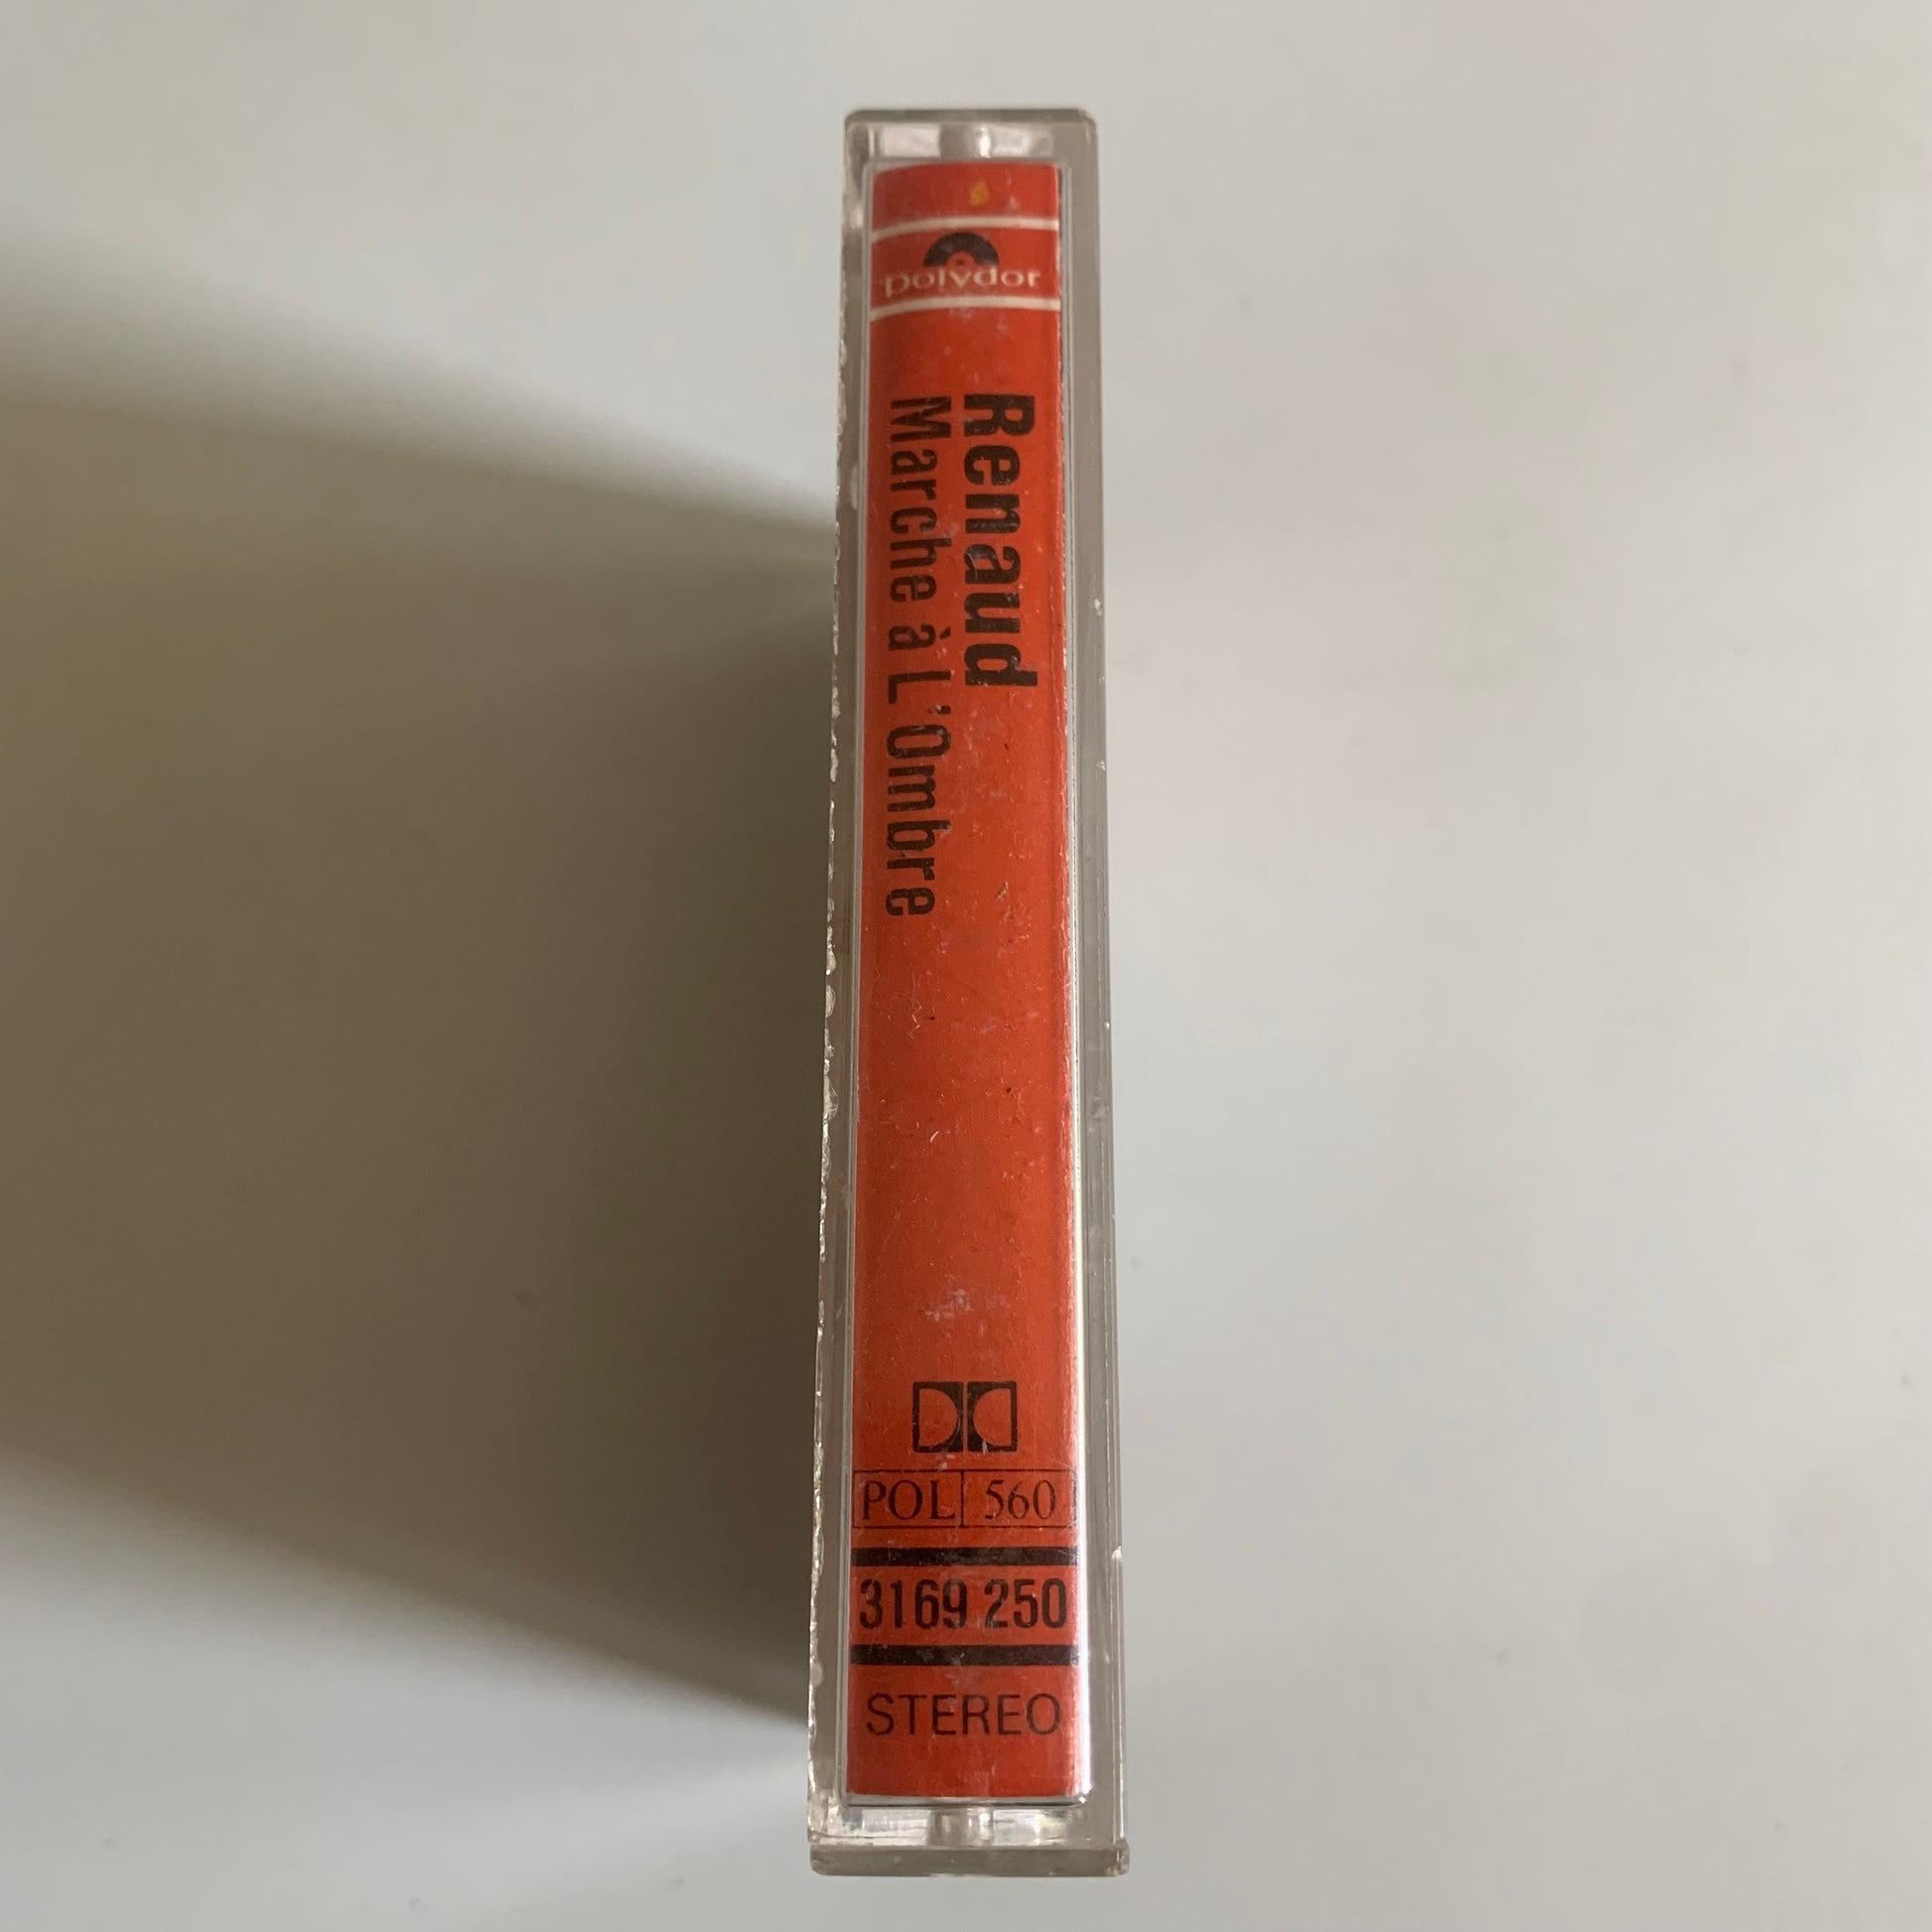 polydor
Renaud
Marche à L'Ombre
POL 560
3169 250
STEREO